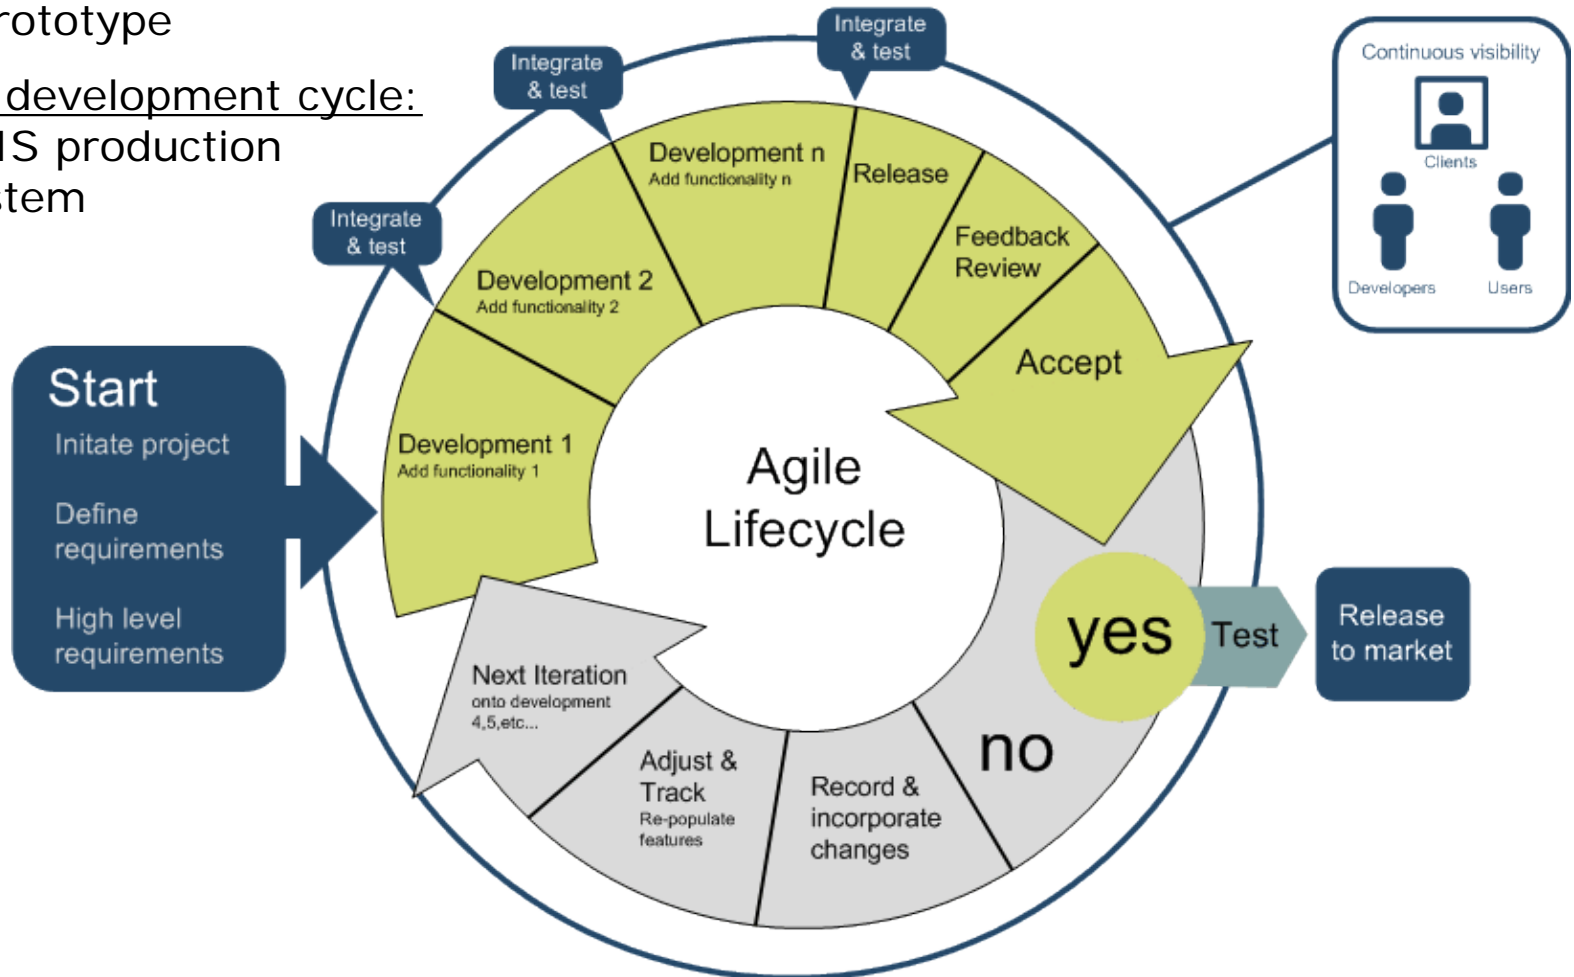 rototype
development cycle:
IS production
stem
Integrate
& test
Integrate
& test
Integrate
& test
Continuous visibility
Clients
Developers
Users
Start
Initate project
Define
requirements
High level
requirements
Development 1
Add functionality 1
Development 2
Add functionality 2
Development n
Add functionality n
Release
Feedback
Review
Accept
Agile
Lifecycle
yes
Test
Release
to market
no
Record &
incorporate
changes
Adjust &
Track
Re-populate
features
Next Iteration
onto development
4,5,etc...